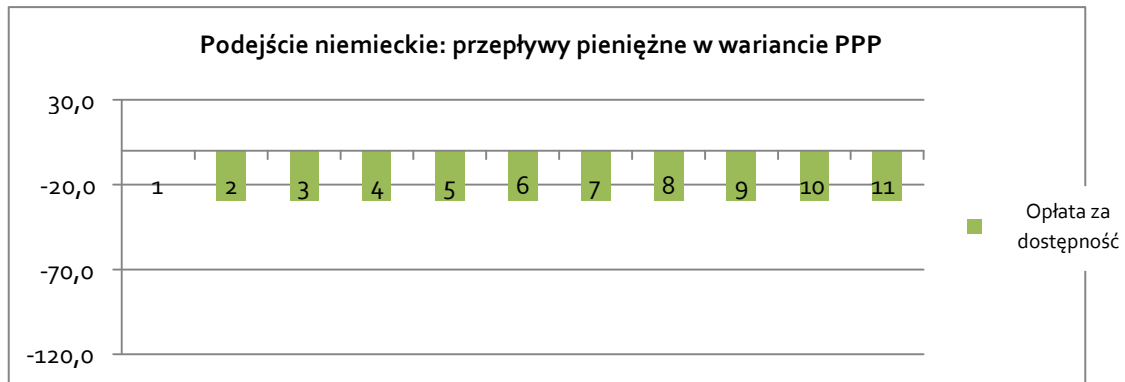 Podejście niemieckie: przepływy pieniężne w wariancie PPP
30,0
-20,0
1 2 3 4 5 6 7 8 9 10 11
-70,0
-120,0
Opłata za
dostępność